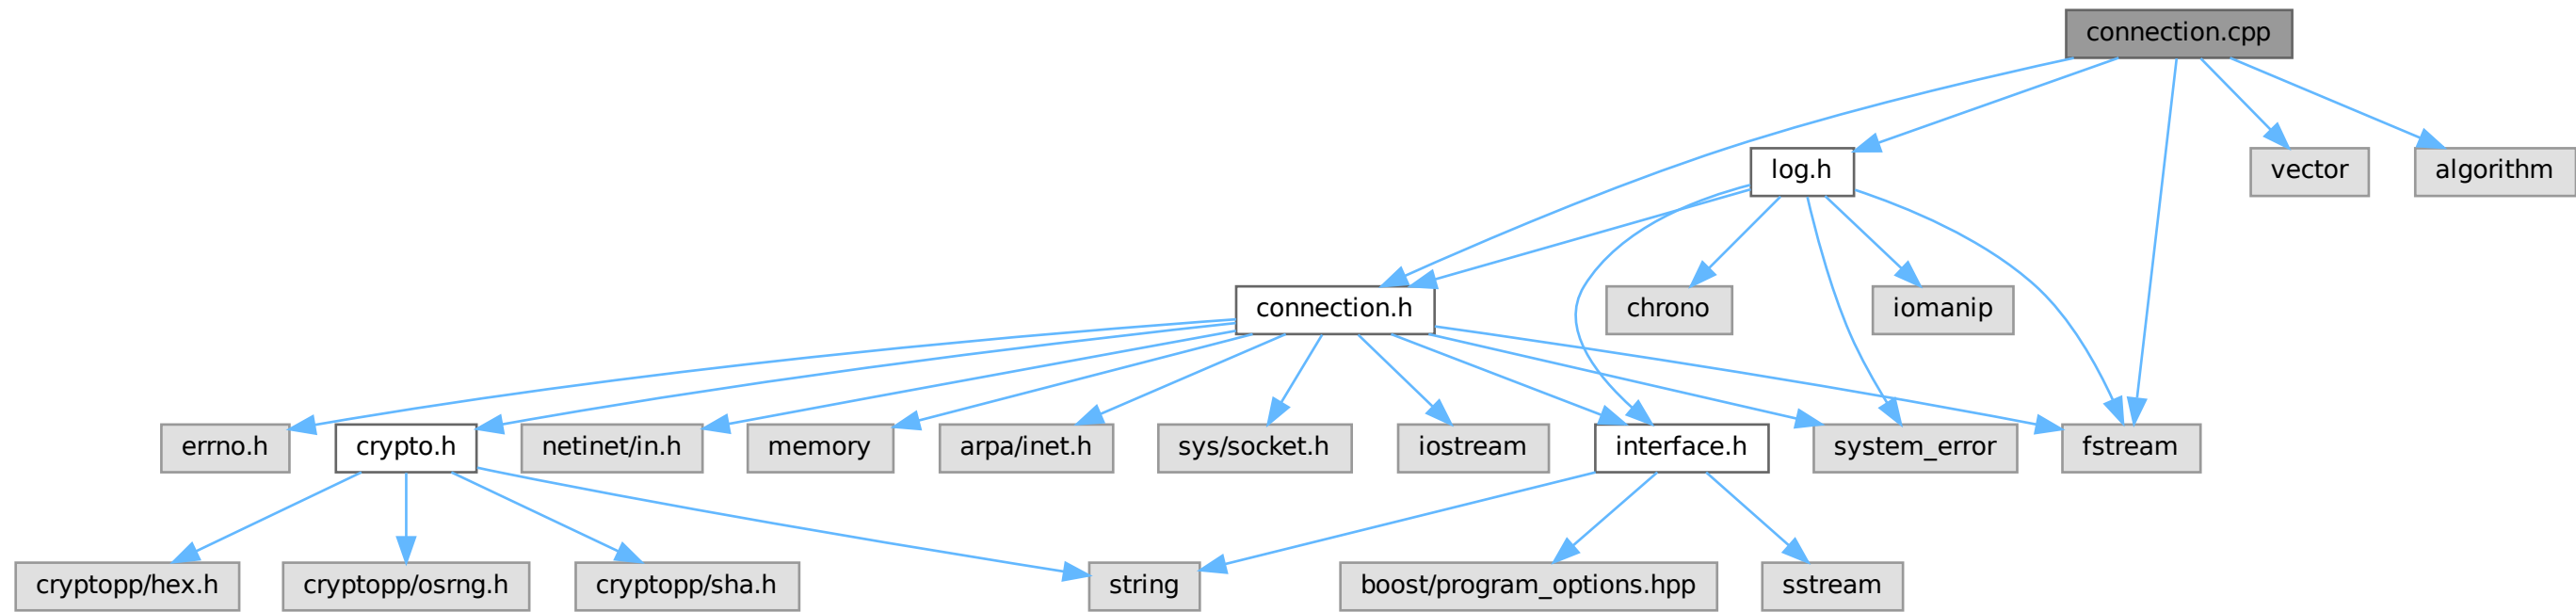 connection.cpp
log.h
vector
algorithm
connection.h
chrono
iomanip
errno.h
crypto.h
netinet/in.h
memory
arpa/inet.h
sys/socket.h
iostream
interface.h
system_error
fstream
cryptopp/hex.h
cryptopp/osrng.h
cryptopp/sha.h
string
boost/program_options.hpp
sstream